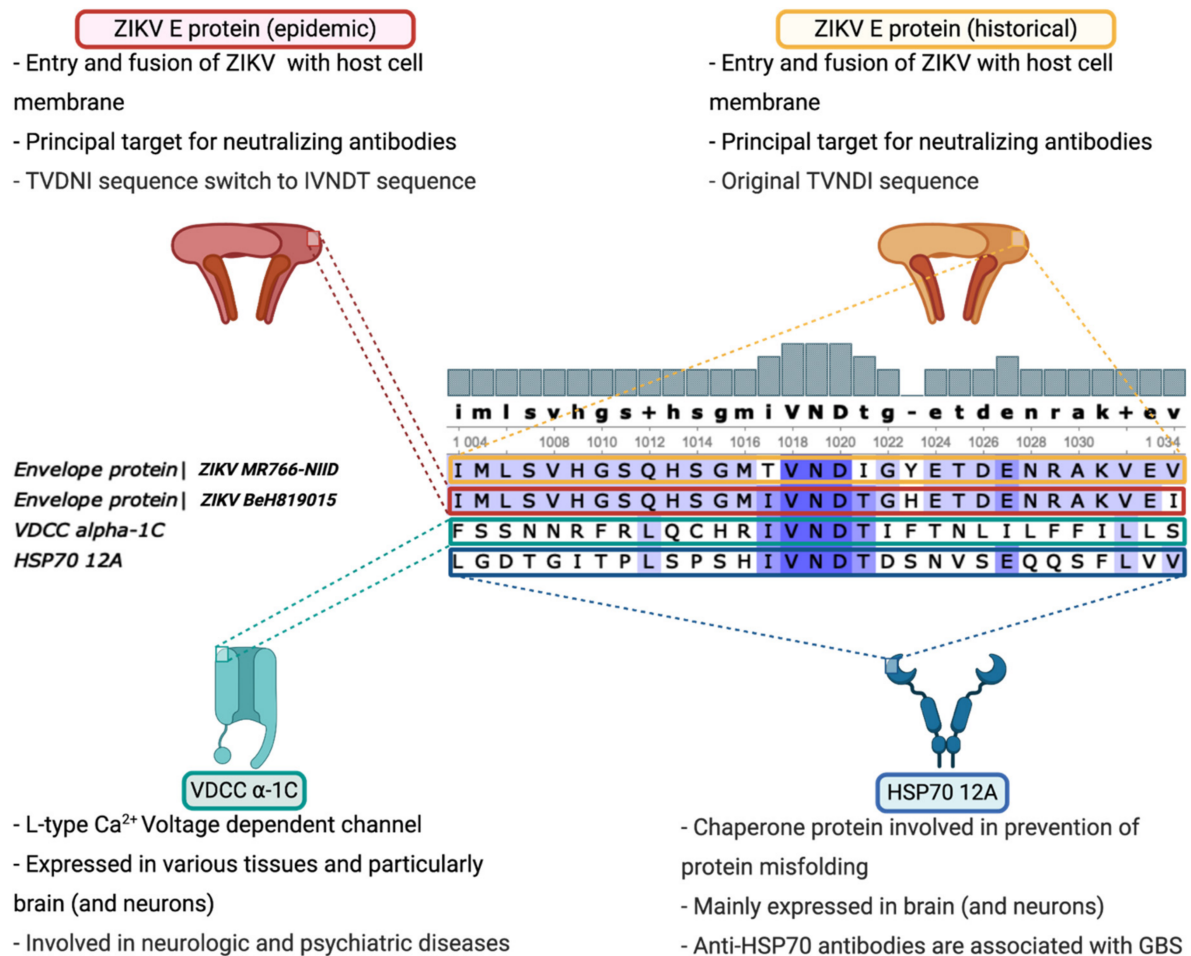 ZIKV E protein (epidemic)
- Entry and fusion of ZIKV with host cell
membrane
- Principal target for neutralizing antibodies
- TVDNI sequence switch to IVNDT sequence
ZIKV E protein (historical)
- Entry and fusion of ZIKV with host cell
membrane
- Principal target for neutralizing antibodies
- Original TVNDI sequence
i m l s v h g s + h s g m i V N D t g - e t d e n r a k + e v
1 004 1008 1010 1012 1014 1016 1018 1020 1022 1024 1026 1028 1030 1032 1 034
Envelope protein| ZIKV MR766-NIID I M L S V H G S Q H S G M T V N D I G Y E T D E N R A K V E V
Envelope protein| ZIKV BeH819015 I M L S V H G S Q H S G M I V N D T G H E T D E N R A K V E I
VDCC alpha-1C F S S N N R F R L Q C H R I V N D T I F T N L I L F F I L L S
HSP70 12A L G D T G I T P L S P S H I V N D T D S N V S E Q Q S F L V V
VDCC α-1C
- L-type Ca²⁺ Voltage dependent channel
- Expressed in various tissues and particularly
brain (and neurons)
- Involved in neurologic and psychiatric diseases
HSP70 12A
- Chaperone protein involved in prevention of
protein misfolding
- Mainly expressed in brain (and neurons)
- Anti-HSP70 antibodies are associated with GBS